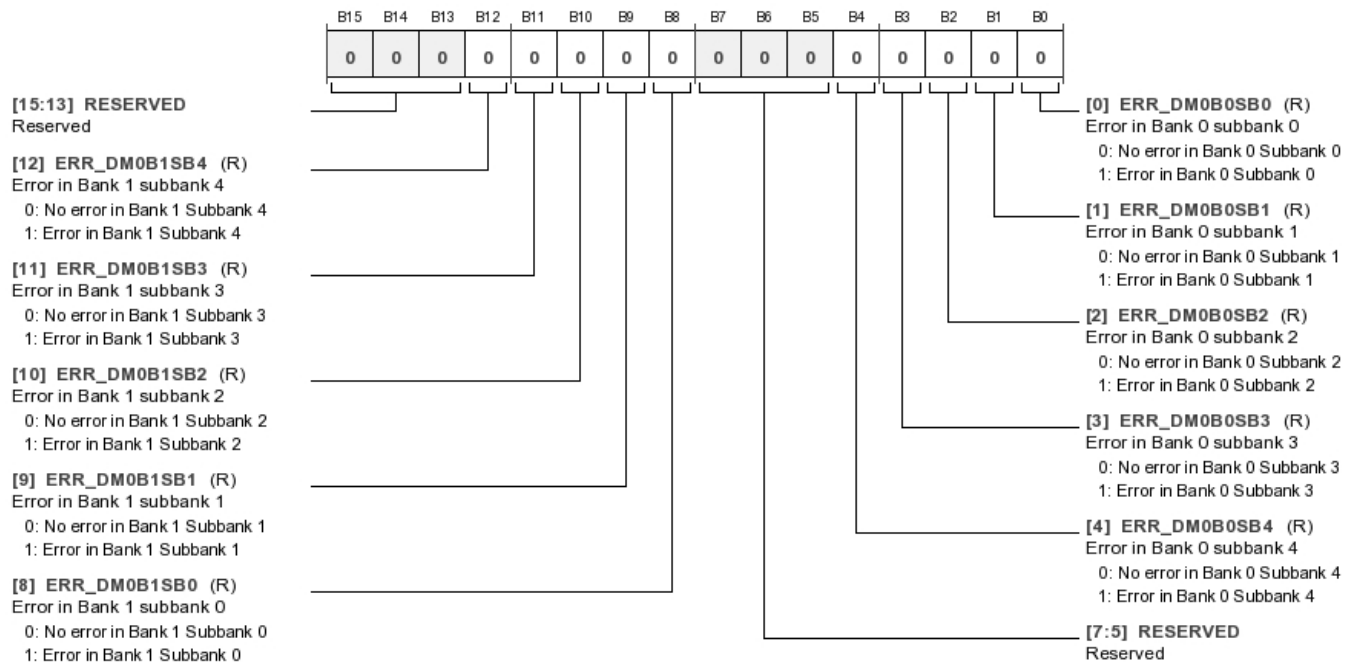 B15 B14 B13 B12 B11 B10 B9 B8 B7 B6 B5 B4 B3 B2 B1 B0
0 0 0 0 0 0 0 0 0 0 0 0 0 0 0 0
[15:13] RESERVED
Reserved
[12] ERR_DM0B1SB4 (R)
Error in Bank 1 subbank 4
0: No error in Bank 1 Subbank 4
1: Error in Bank 1 Subbank 4
[11] ERR_DM0B1SB3 (R)
Error in Bank 1 subbank 3
0: No error in Bank 1 Subbank 3
1: Error in Bank 1 Subbank 3
[10] ERR_DM0B1SB2 (R)
Error in Bank 1 subbank 2
0: No error in Bank 1 Subbank 2
1: Error in Bank 1 Subbank 2
[9] ERR_DM0B1SB1 (R)
Error in Bank 1 subbank 1
0: No error in Bank 1 Subbank 1
1: Error in Bank 1 Subbank 1
[8] ERR_DM0B1SB0 (R)
Error in Bank 1 subbank 0
0: No error in Bank 1 Subbank 0
1: Error in Bank 1 Subbank 0
[0] ERR_DM0B0SB0 (R)
Error in Bank 0 subbank 0
0: No error in Bank 0 Subbank 0
1: Error in Bank 0 Subbank 0
[1] ERR_DM0B0SB1 (R)
Error in Bank 0 subbank 1
0: No error in Bank 0 Subbank 1
1: Error in Bank 0 Subbank 1
[2] ERR_DM0B0SB2 (R)
Error in Bank 0 subbank 2
0: No error in Bank 0 Subbank 2
1: Error in Bank 0 Subbank 2
[3] ERR_DM0B0SB3 (R)
Error in Bank 0 subbank 3
0: No error in Bank 0 Subbank 3
1: Error in Bank 0 Subbank 3
[4] ERR_DM0B0SB4 (R)
Error in Bank 0 subbank 4
0: No error in Bank 0 Subbank 4
1: Error in Bank 0 Subbank 4
[7:5] RESERVED
Reserved